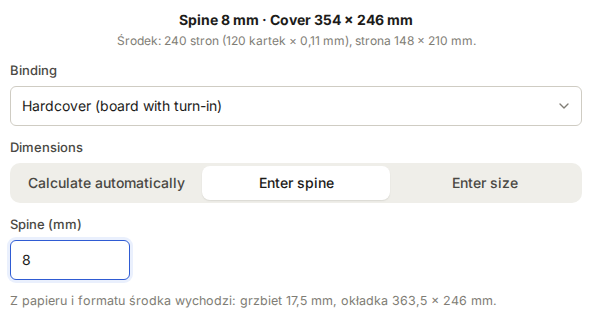 Spine 8 mm · Cover 354 × 246 mm
Środek: 240 stron (120 kartek × 0,11 mm), strona 148 × 210 mm.
Binding
Hardcover (board with turn-in)
Dimensions
Calculate automatically Enter spine Enter size
Spine (mm)
8
Z papieru i formatu środka wychodzi: grzbiet 17,5 mm, okładka 363,5 × 246 mm.